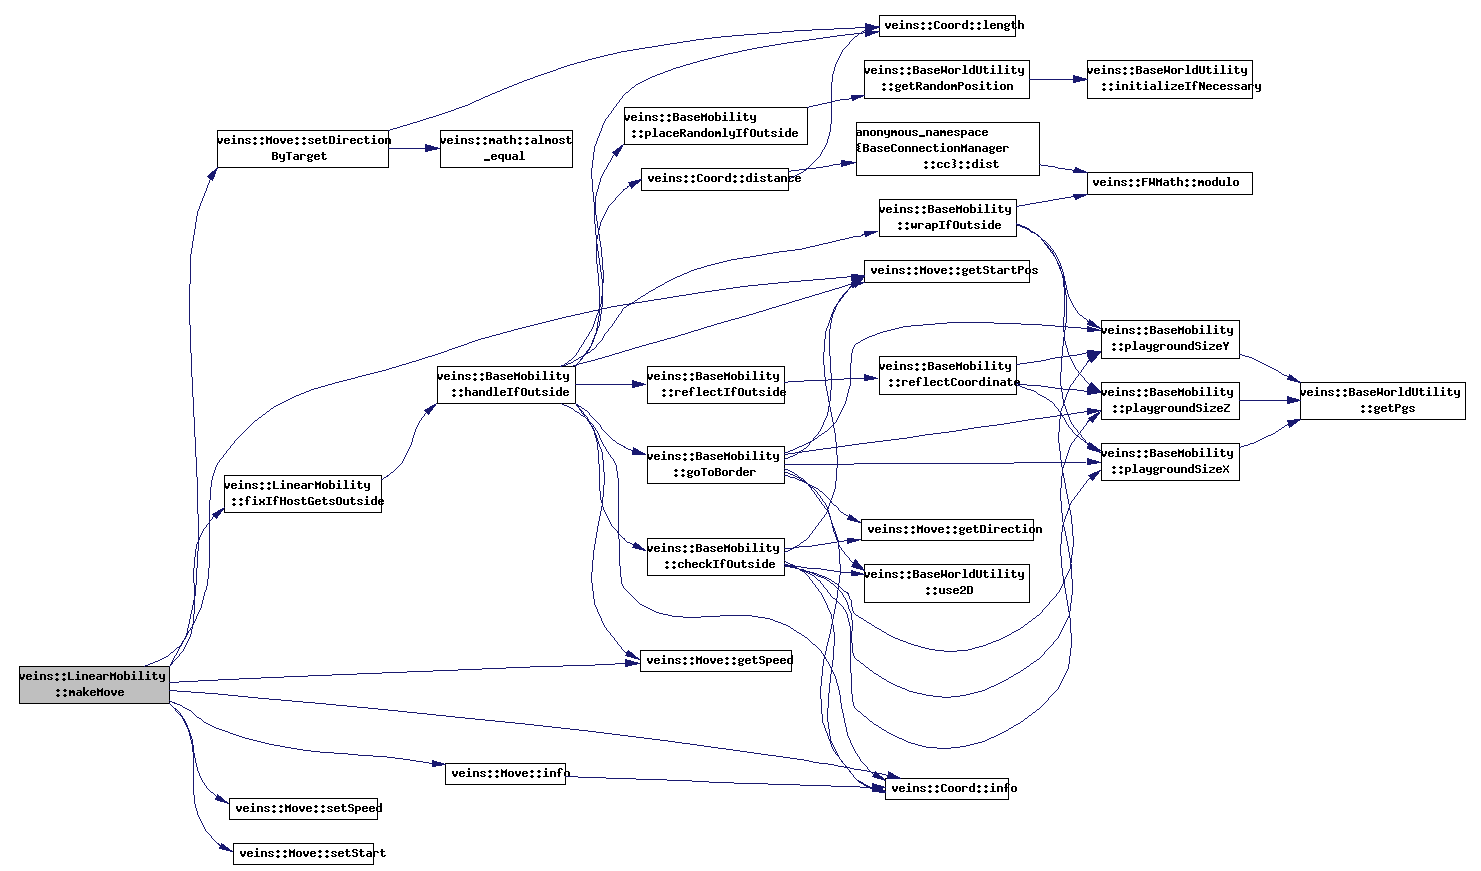 veins::Coord::length
veins::BaseWorldUtility
::getRandomPosition
veins::BaseWorldUtility
::initializeIfNecessary
veins::BaseMobility
::placeRandomlyIfOutside
veins::Move::setDirection
ByTarget
veins::math::almost
_equal
anonymous_namespace
{BaseConnectionManager
::cc}::dist
veins::Coord::distance
veins::FWMath::modulo
veins::BaseMobility
::wrapIfOutside
veins::Move::getStartPos
veins::BaseMobility
::playgroundSizeY
veins::BaseMobility
::handleIfOutside
veins::BaseMobility
::reflectIfOutside
veins::BaseMobility
::reflectCoordinate
veins::BaseMobility
::playgroundSizeZ
veins::BaseWorldUtility
::getPgs
veins::BaseMobility
::goToBorder
veins::BaseMobility
::playgroundSizeX
veins::LinearMobility
::fixIfHostGetsOutside
veins::Move::getDirection
veins::BaseMobility
::checkIfOutside
veins::BaseWorldUtility
::use2D
veins::Move::getSpeed
veins::LinearMobility
::makeMove
veins::Move::info
veins::Coord::info
veins::Move::setSpeed
veins::Move::setStart